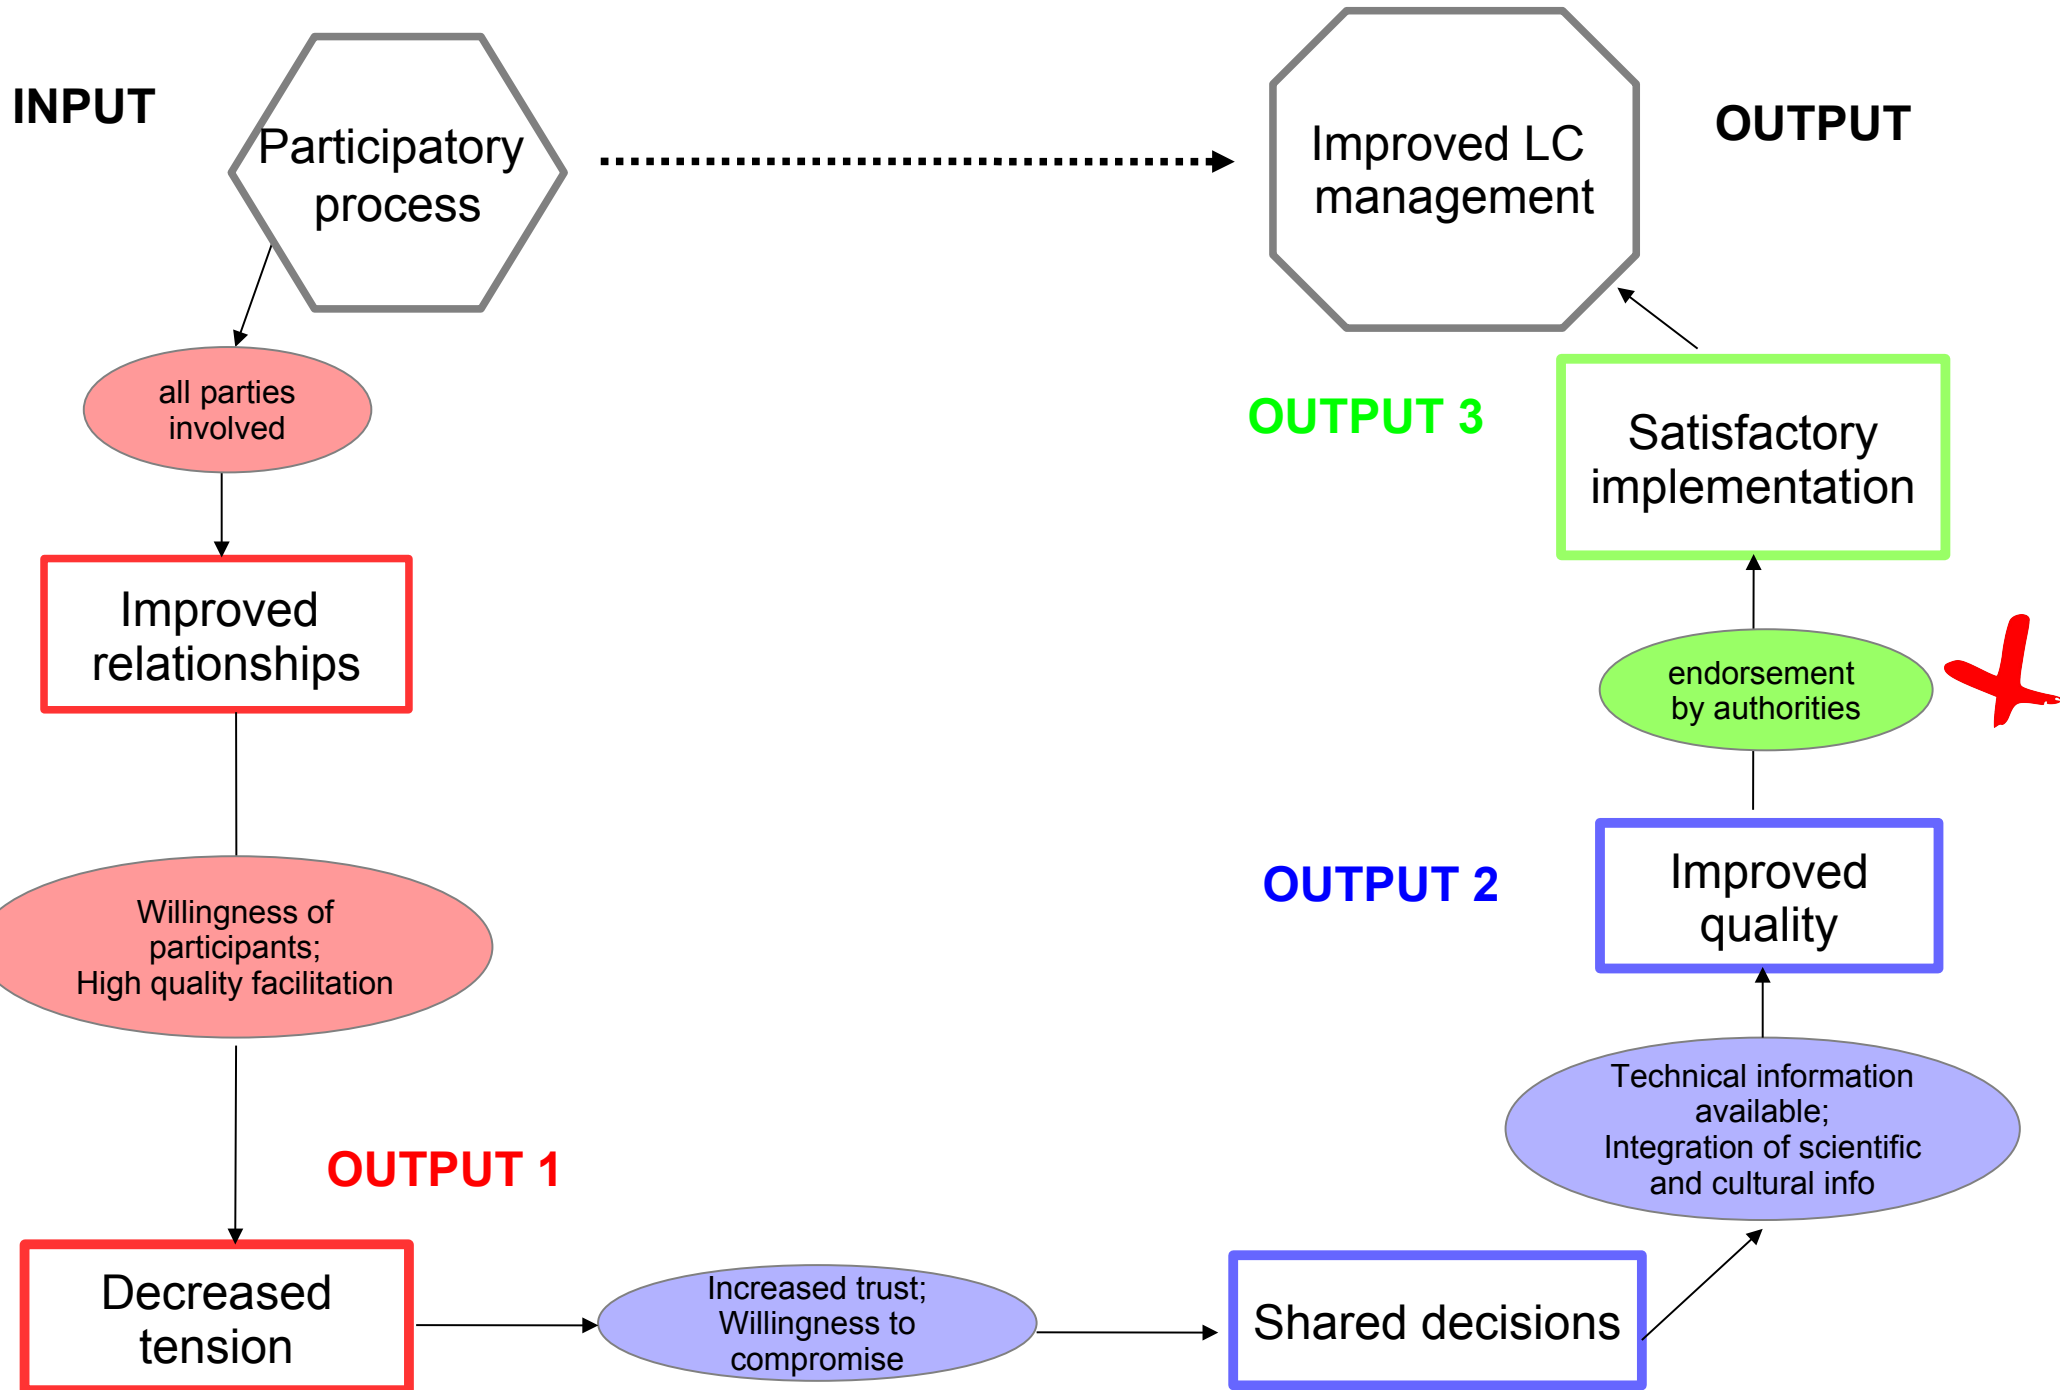 INPUT
Participatory
process
Improved LC
management
OUTPUT
all parties
involved
OUTPUT 3
Satisfactory
implementation
Improved
relationships
endorsement
by authorities
Willingness of
participants;
High quality facilitation
OUTPUT 2
Improved
quality
Technical information
available;
Integration of scientific
and cultural info
OUTPUT 1
Decreased
tension
Increased trust;
Willingness to
compromise
Shared decisions